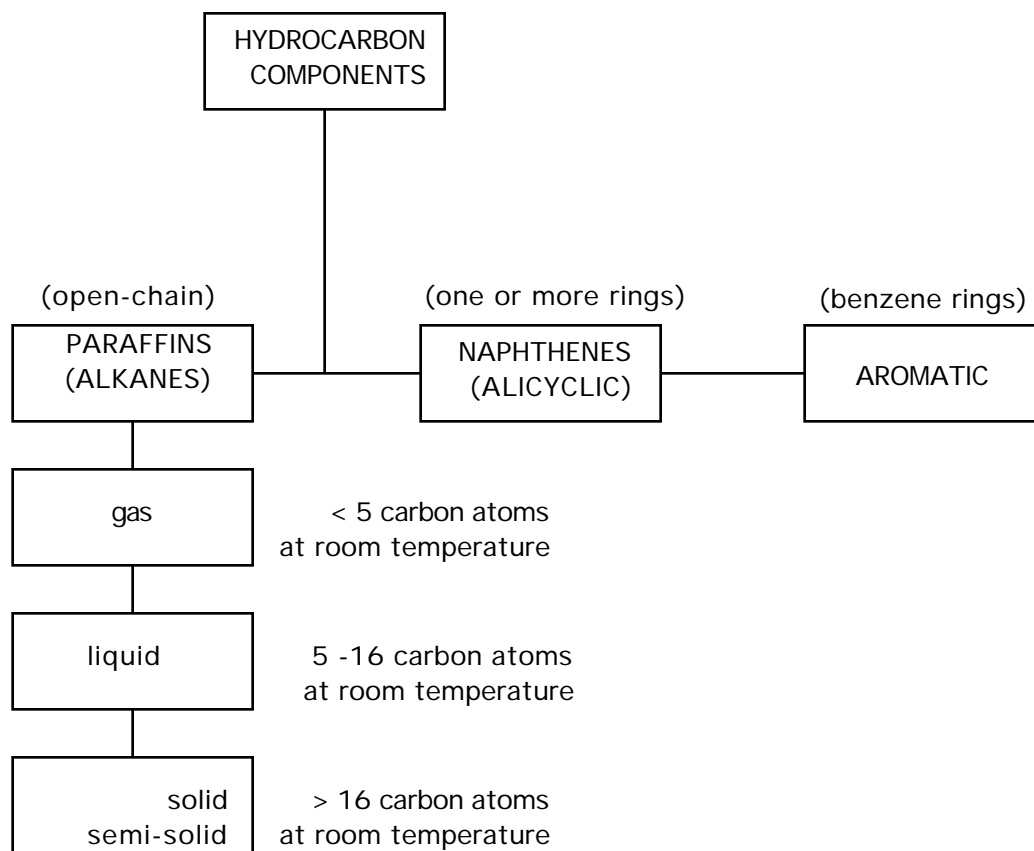 HYDROCARBON
COMPONENTS
(open-chain)
(one or more rings)
(benzene rings)
PARAFFINS
(ALKANES)
NAPHTHENES
(ALICYCLIC)
AROMATIC
gas
< 5 carbon atoms
at room temperature
liquid
5 -16 carbon atoms
at room temperature
solid
semi-solid
> 16 carbon atoms
at room temperature